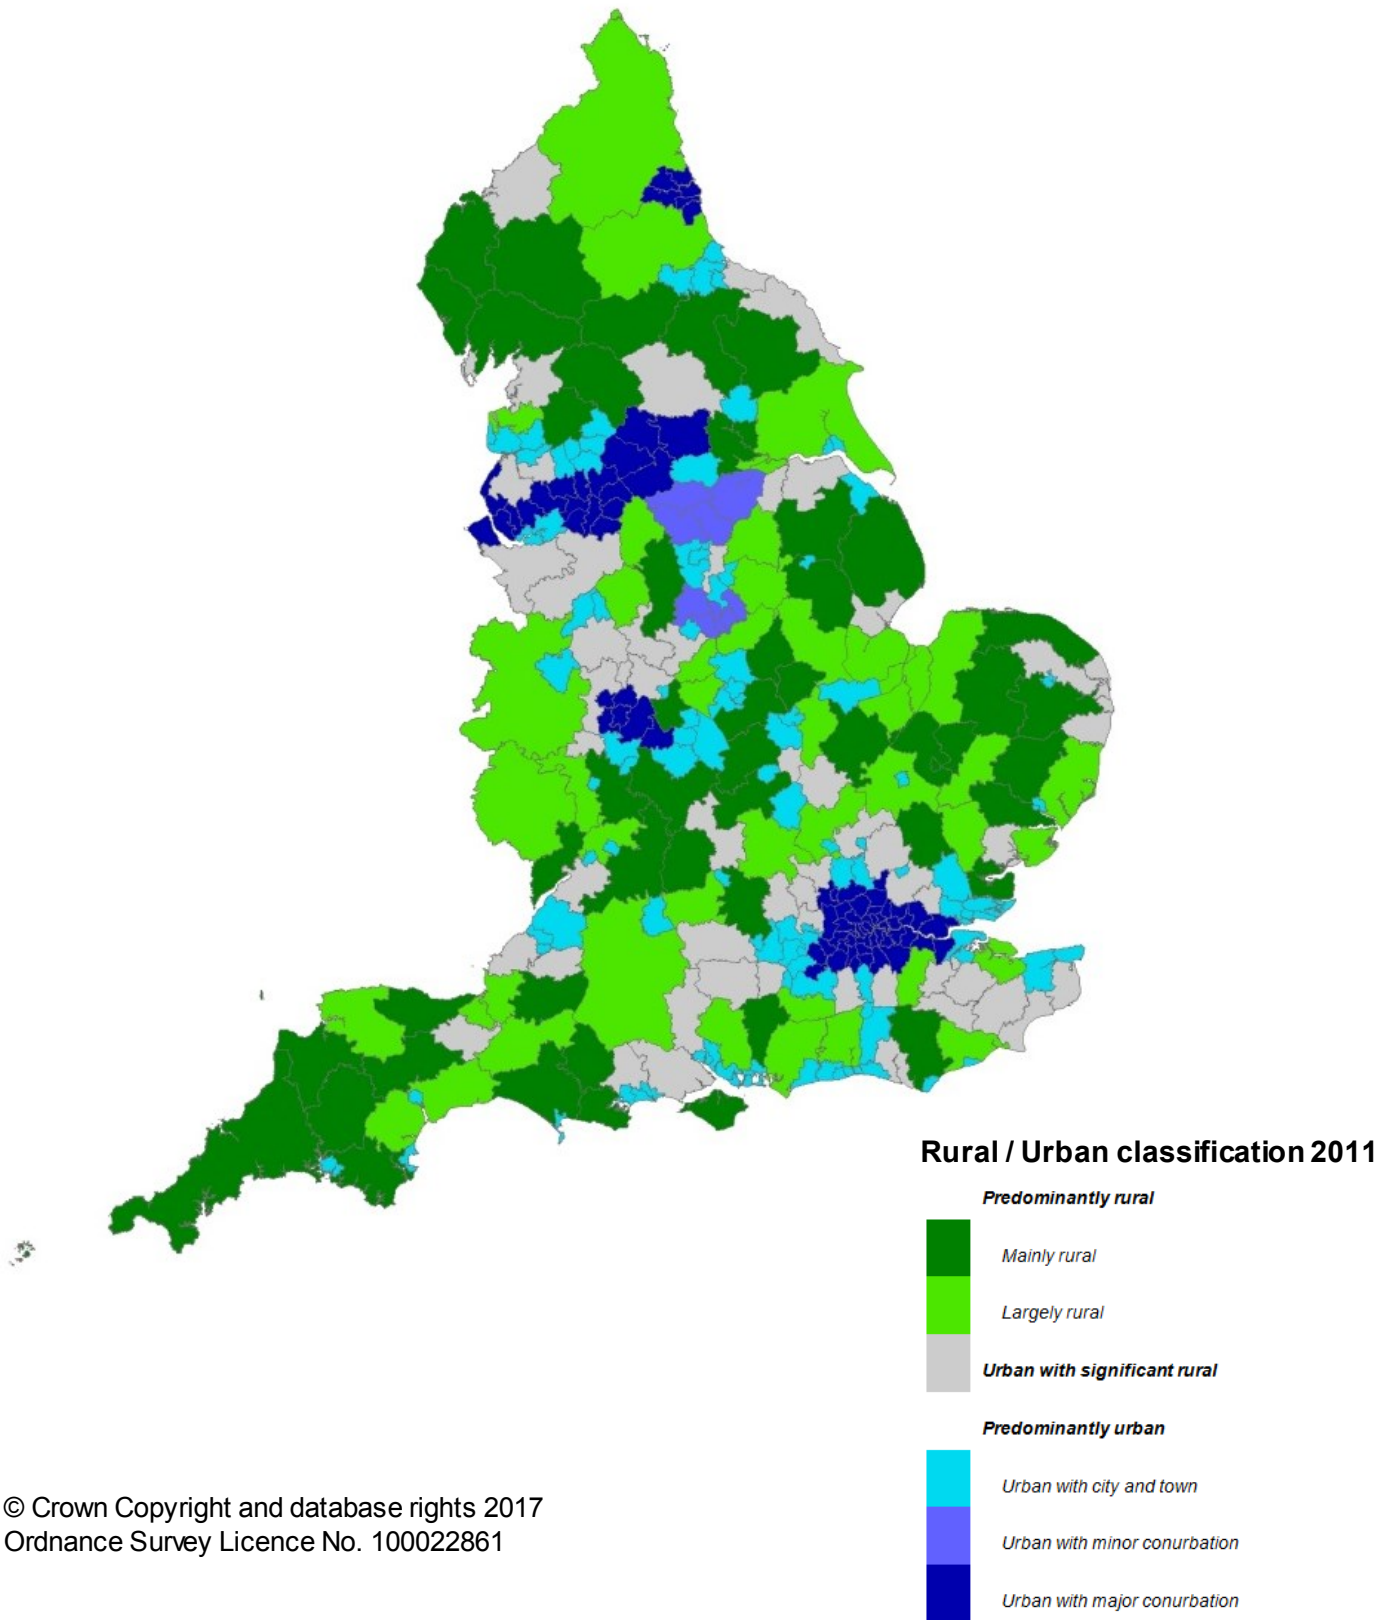 Rural / Urban classification 2011
Predominantly rural
Mainly rural
Largely rural
Urban with significant rural
Predominantly urban
Urban with city and town
Urban with minor conurbation
Urban with major conurbation
© Crown Copyright and database rights 2017
Ordnance Survey Licence No. 100022861